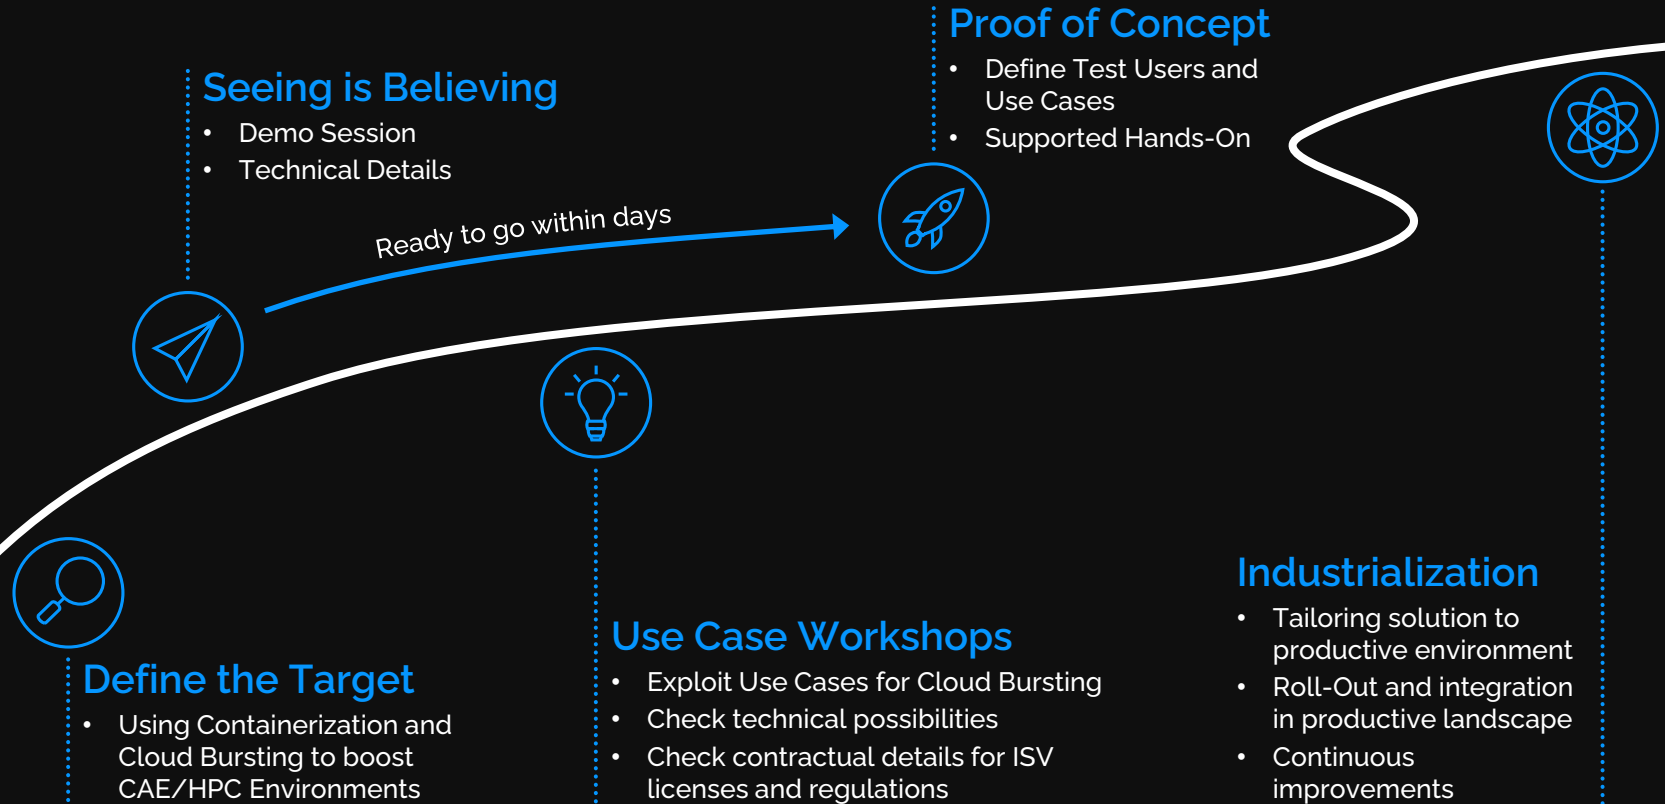 Proof of Concept
• Define Test Users and
Use Cases
• Supported Hands-On
Seeing is Believing
• Demo Session
• Technical Details
Ready to go within days
Define the Target
• Using Containerization and
Cloud Bursting to boost
CAE/HPC Environments
Use Case Workshops
• Exploit Use Cases for Cloud Bursting
• Check technical possibilities
• Check contractual details for ISV
licenses and regulations
Industrialization
• Tailoring solution to
productive environment
• Roll-Out and integration
in productive landscape
• Continuous
improvements